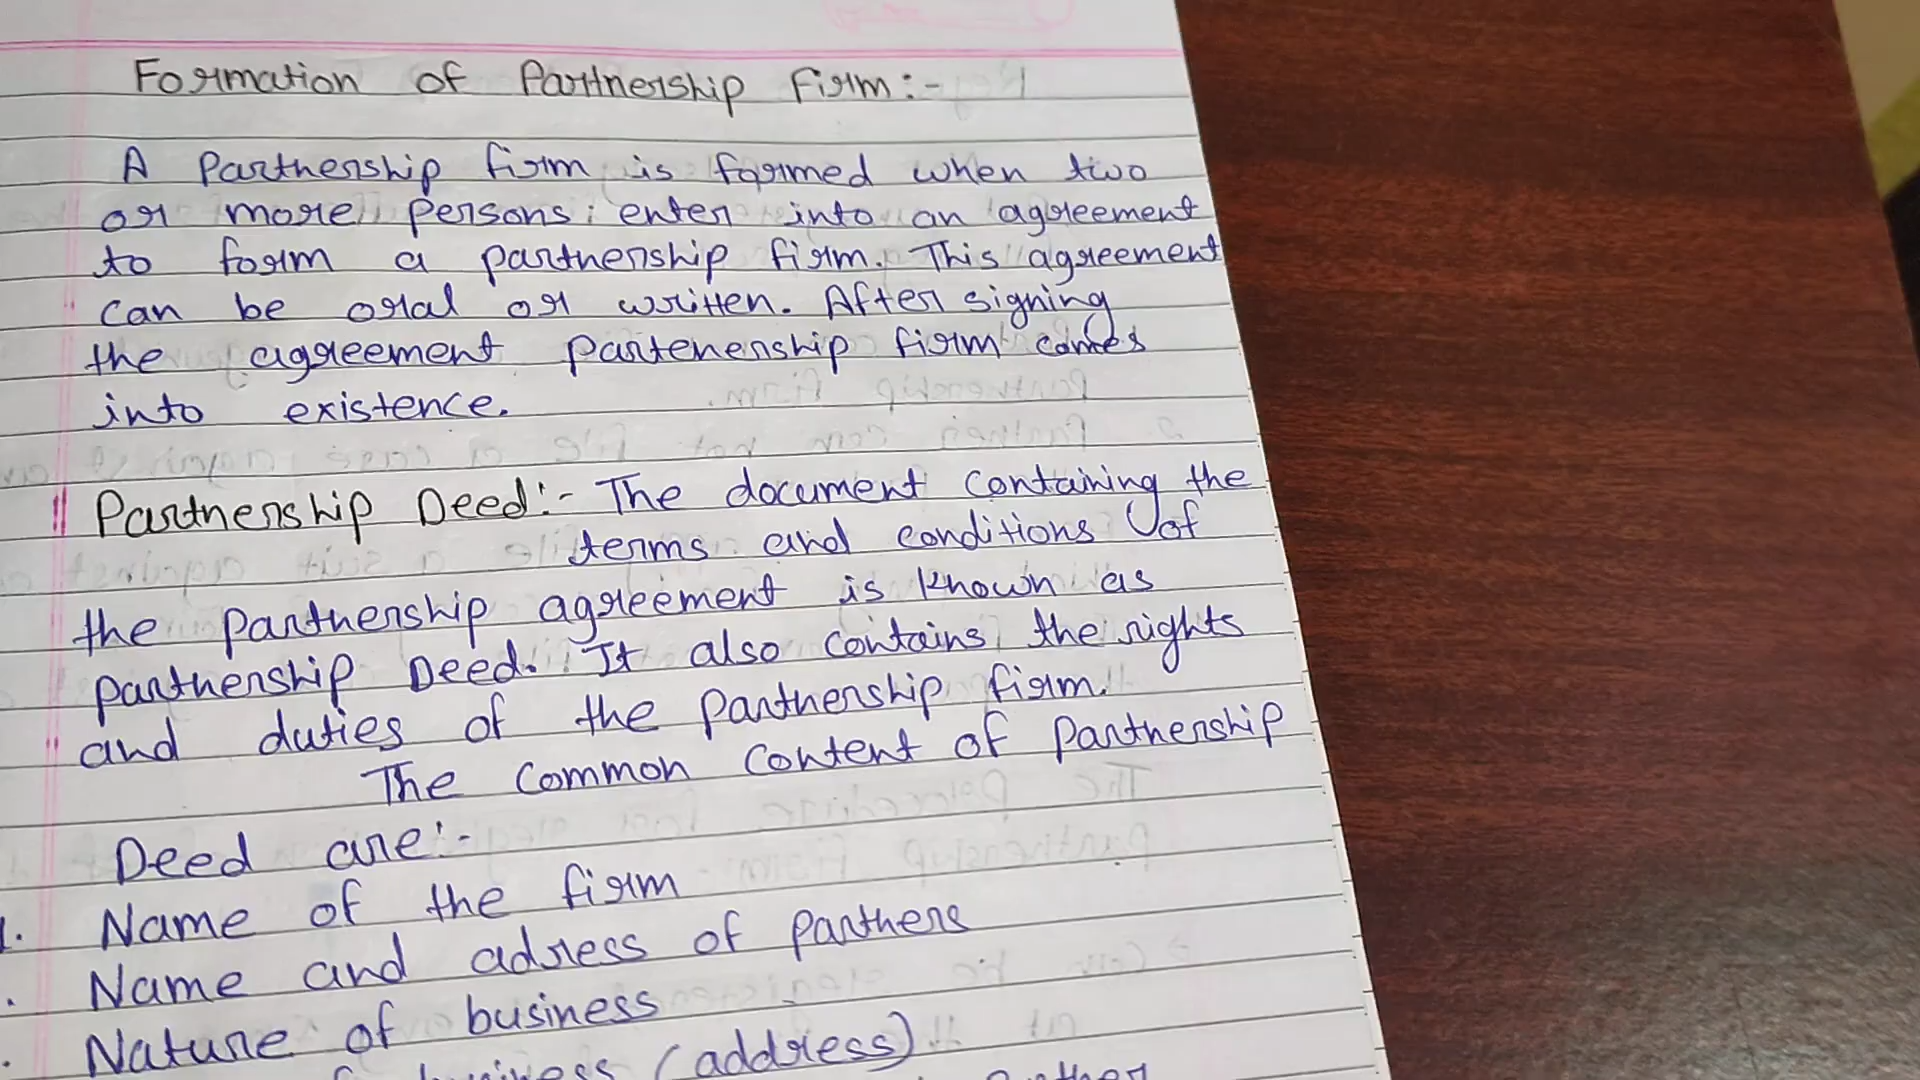 Formation of Partnership Firm:-
A Partnership firm is formed when two
or more persons enter into an agreement
to form a partnership firm. This agreement
can be oral or written. After signing
the agreement partenership firm comes
into existence.
Partnership Deed:- The document containing the
terms and conditions of
the partnership agreement is known as
partnership Deed. It also contains the rights
and duties of the partnership firm.
The common content of partnership
Deed are:-
1. Name of the firm
. Name and adress of partners
. Nature of business
business (address)